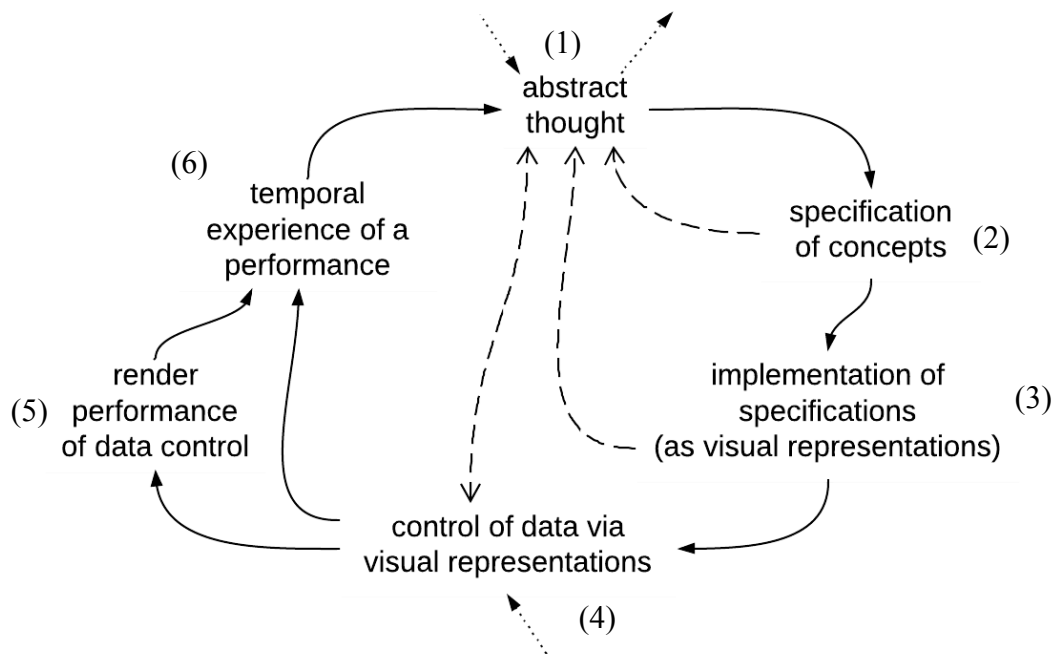 (1)
abstract
thought
specification
of concepts
(2)
implementation of
specifications
(as visual representations)
(3)
control of data via
visual representations
(4)
render
performance
of data control
(5)
temporal
experience of a
performance
(6)